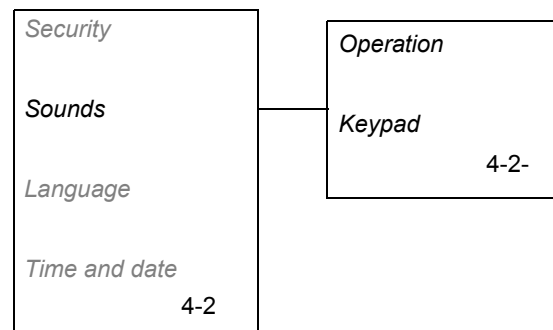 Security
Sounds
Language
Time and date
4-2
Operation
Keypad
4-2-